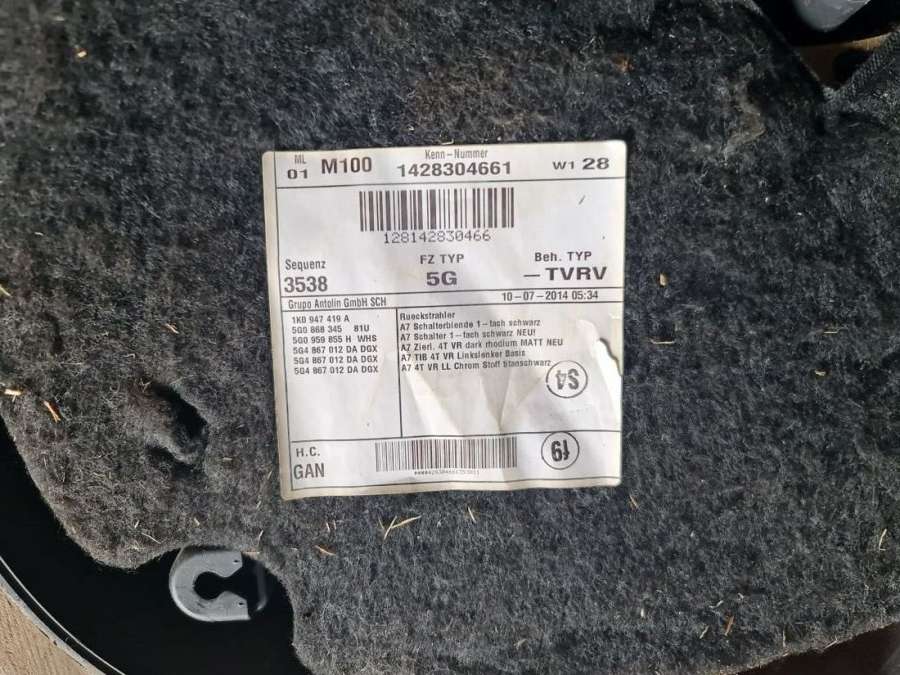 ML
01 M100
Kenn-Nummer
1428304661
W1 28
128142830466
Sequenz
3538
FZ TYP
5G
Beh. TYP
-TVRV
Grupo Antolin GmbH SCH
10-07-2014 05:34
1K0 947 419 A
5G0 868 345 81U
5G0 959 855 H WHS
5G4 867 012 DA DGX
5G4 867 012 DA DGX
5G4 867 012 DA DGX
Rueckstrahler
A7 Schalterblende 1-fach schwarz
A7 Schalter 1-fach schwarz NEU!
A7 Zierl. 4T VR dark rhodium MATT NEU
A7 TIB 4T VR Linkslenker Basis
A7 4T VR LL Chrom Stoff titanschwarz
S4
H.C.
GAN